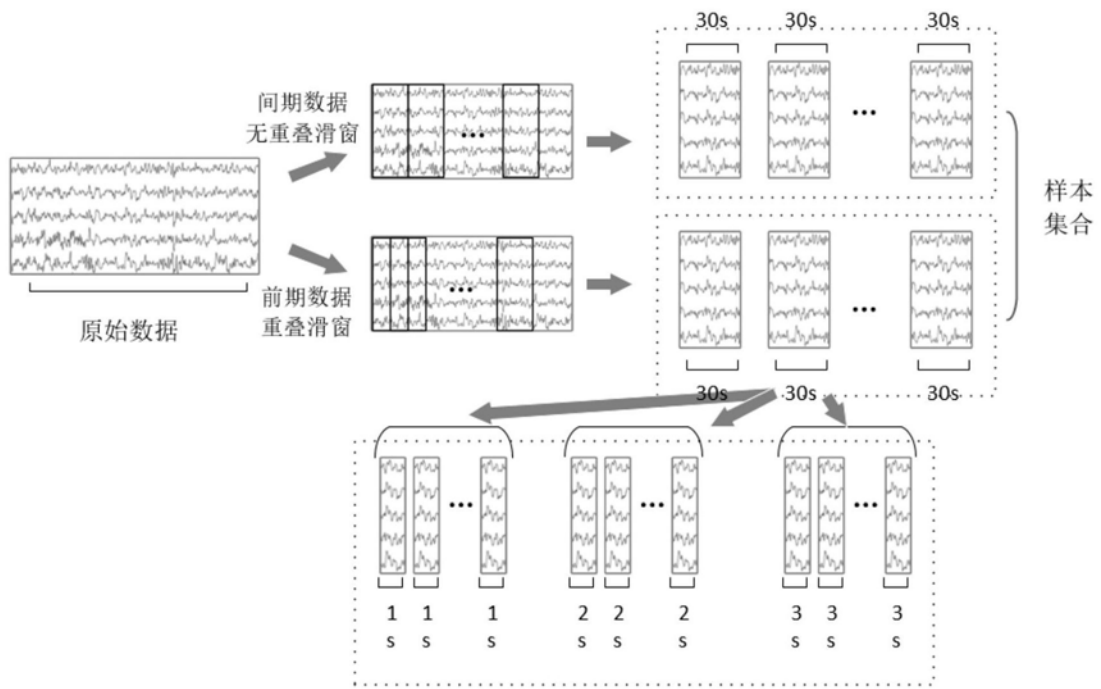 30s 30s 30s
间期数据
无重叠滑窗
...
...
样本
集合
原始数据
前期数据
重叠滑窗
...
...
30s 30s 30s
... ... ...
1 1 1 2 2 2 3 3 3
s s s s s s s s s